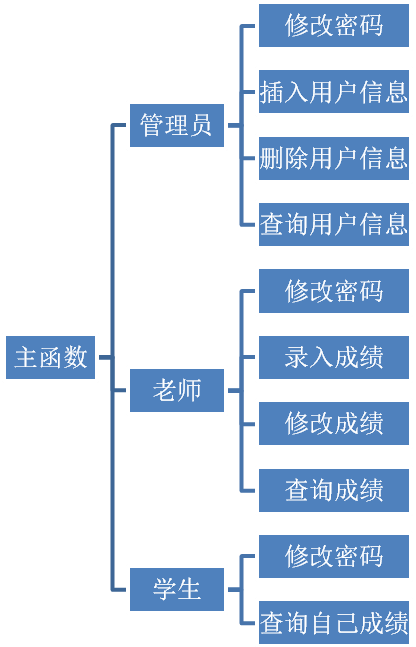 主函数
管理员
修改密码
插入用户信息
删除用户信息
查询用户信息
老师
修改密码
录入成绩
修改成绩
查询成绩
学生
修改密码
查询自己成绩